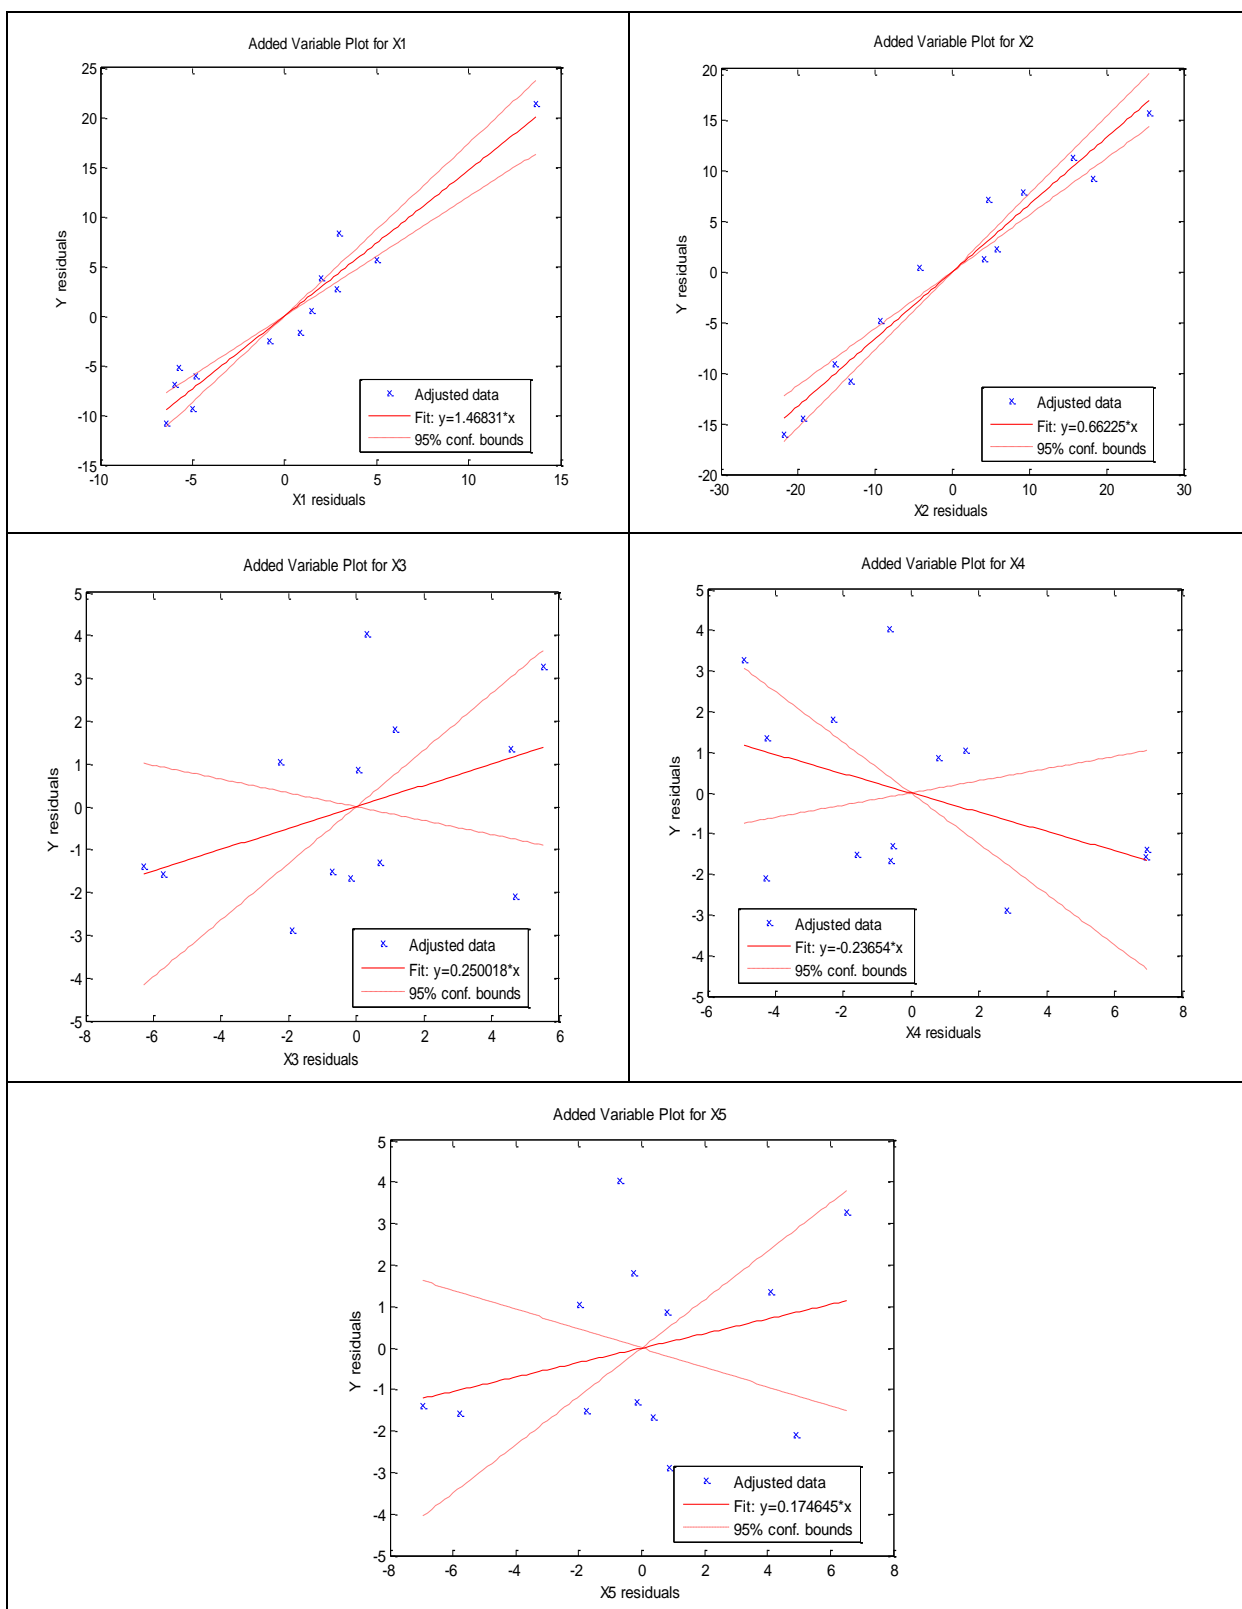 Added Variable Plot for X1
25
20
15
10
5
0
-5
-10
-15
Y residuals
-10
-5
0
5
10
15
X1 residuals
Adjusted data
Fit: y=1.46831*x
95% conf. bounds
Added Variable Plot for X2
20
15
10
5
0
-5
-10
-15
-20
Y residuals
-30
-20
-10
0
10
20
30
X2 residuals
Adjusted data
Fit: y=0.66225*x
95% conf. bounds
Added Variable Plot for X3
5
4
3
2
1
0
-1
-2
-3
-4
-5
Y residuals
-8
-6
-4
-2
0
2
4
6
X3 residuals
Adjusted data
Fit: y=0.250018*x
95% conf. bounds
Added Variable Plot for X4
5
4
3
2
1
0
-1
-2
-3
-4
-5
Y residuals
-6
-4
-2
0
2
4
6
8
X4 residuals
Adjusted data
Fit: y=-0.23654*x
95% conf. bounds
Added Variable Plot for X5
5
4
3
2
1
0
-1
-2
-3
-4
-5
Y residuals
-8
-6
-4
-2
0
2
4
6
8
X5 residuals
Adjusted data
Fit: y=0.174645*x
95% conf. bounds